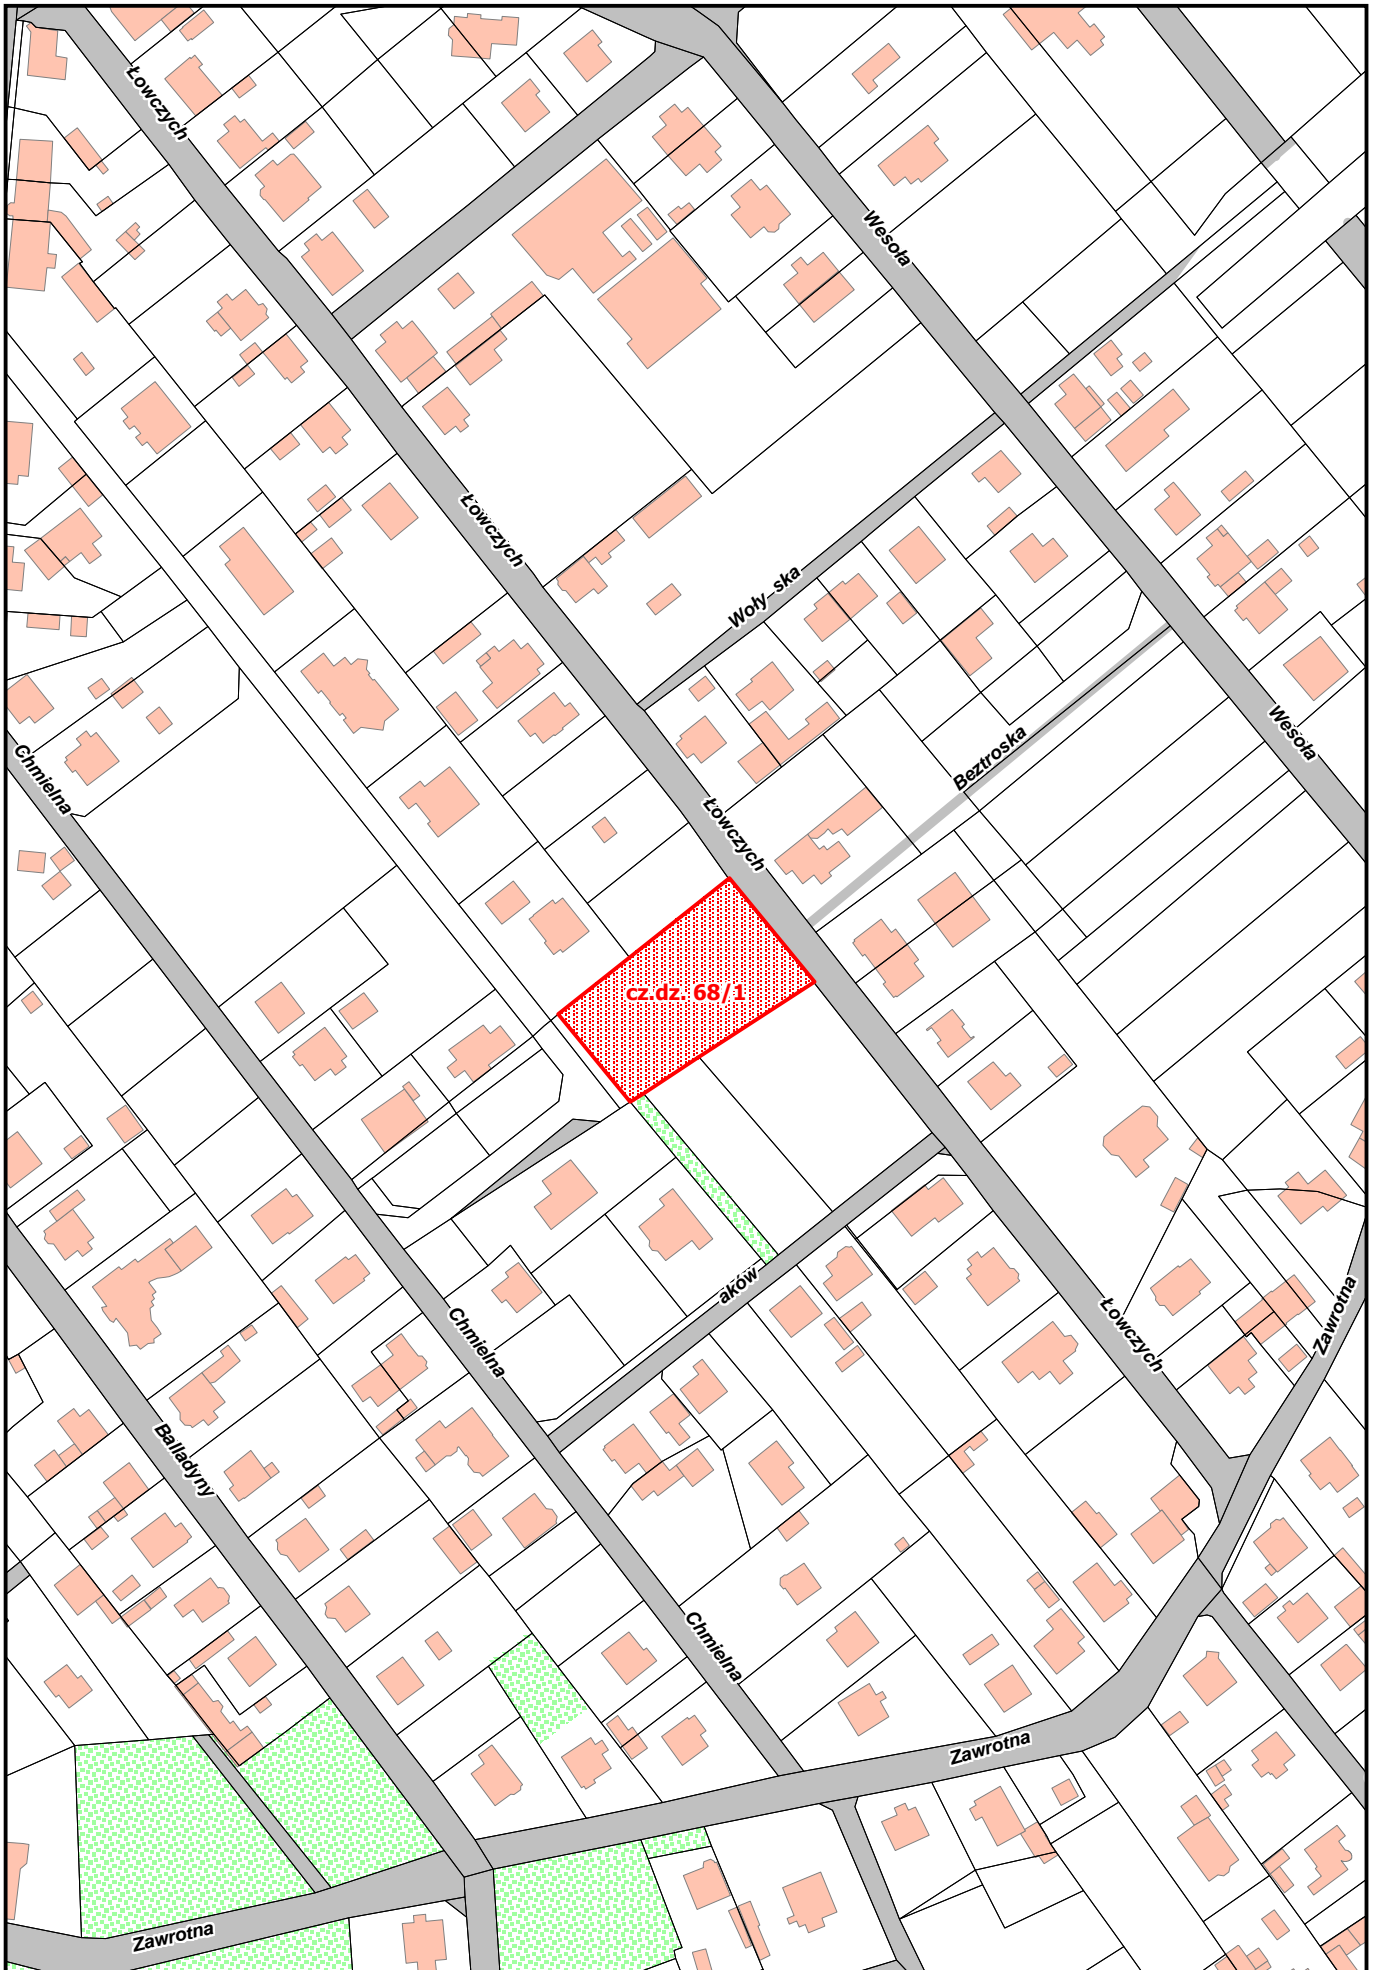 Łowczych
Wesoła
Łowczych
Woły ska
Wesoła
Beztroska
Chmielna
Łowczych
cz.dz. 68/1
aków
Zawrotna
Łowczych
Chmielna
Balladyny
Chmielna
Zawrotna
Zawrotna